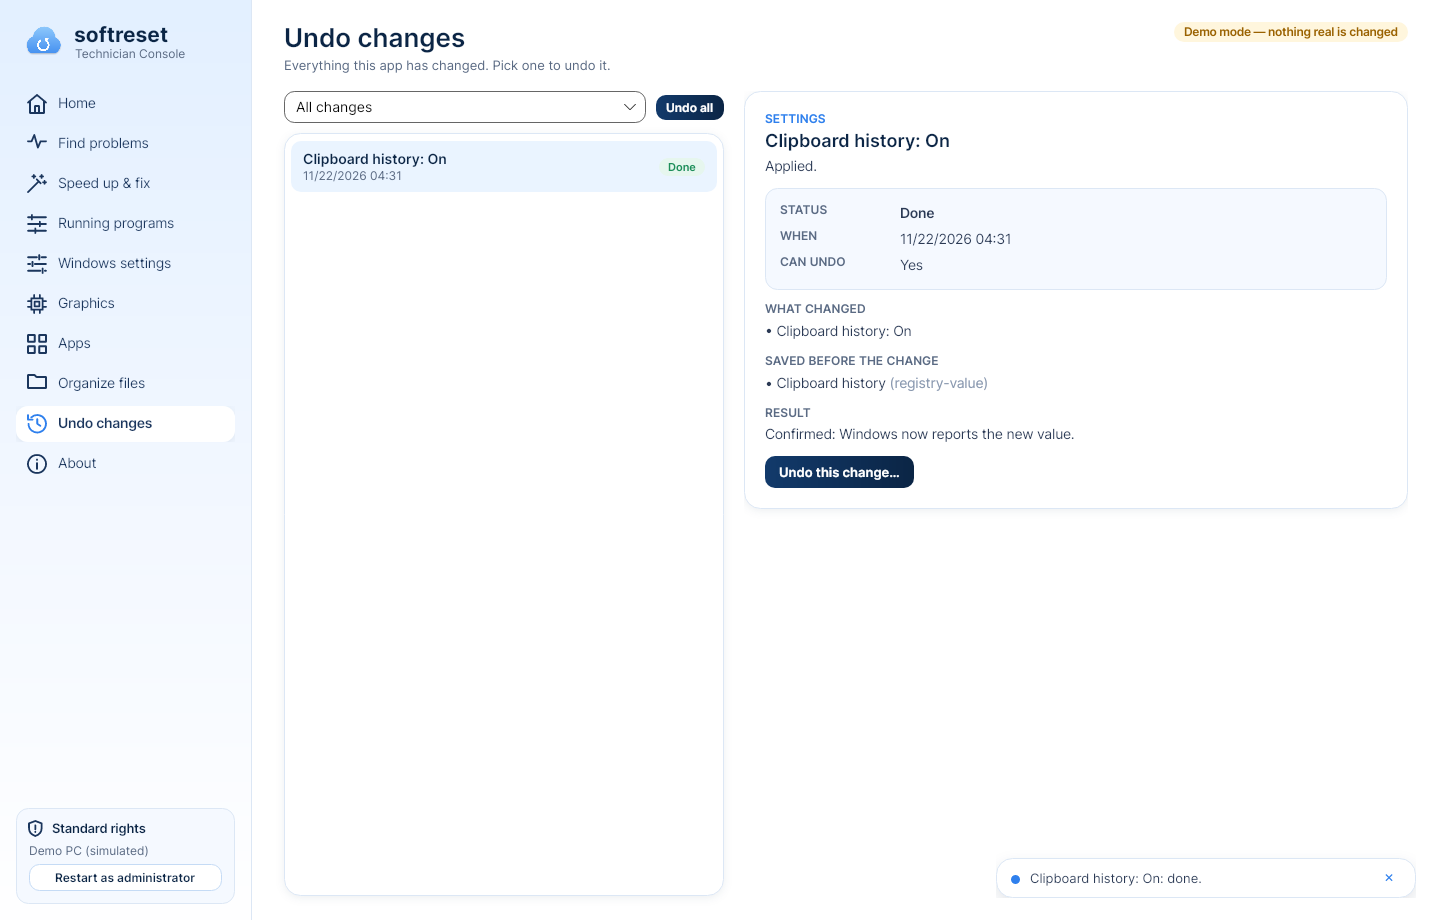 softreset
Technician Console
Home
Find problems
Speed up & fix
Running programs
Windows settings
Graphics
Apps
Organize files
Undo changes
About
Standard rights
Demo PC (simulated)
Restart as administrator
Undo changes
Everything this app has changed. Pick one to undo it.
Demo mode — nothing real is changed
All changes
Undo all
Clipboard history: On
11/22/2026 04:31
Done
SETTINGS
Clipboard history: On
Applied.
STATUS Done
WHEN 11/22/2026 04:31
CAN UNDO Yes
WHAT CHANGED
• Clipboard history: On
SAVED BEFORE THE CHANGE
• Clipboard history (registry-value)
RESULT
Confirmed: Windows now reports the new value.
Undo this change...
Clipboard history: On: done.